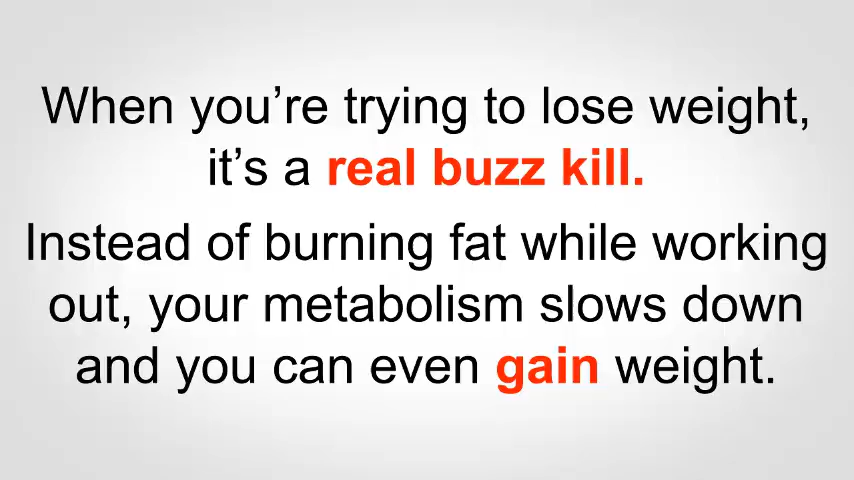 When you’re trying to lose weight,
it’s a real buzz kill.
Instead of burning fat while working
out, your metabolism slows down
and you can even gain weight.